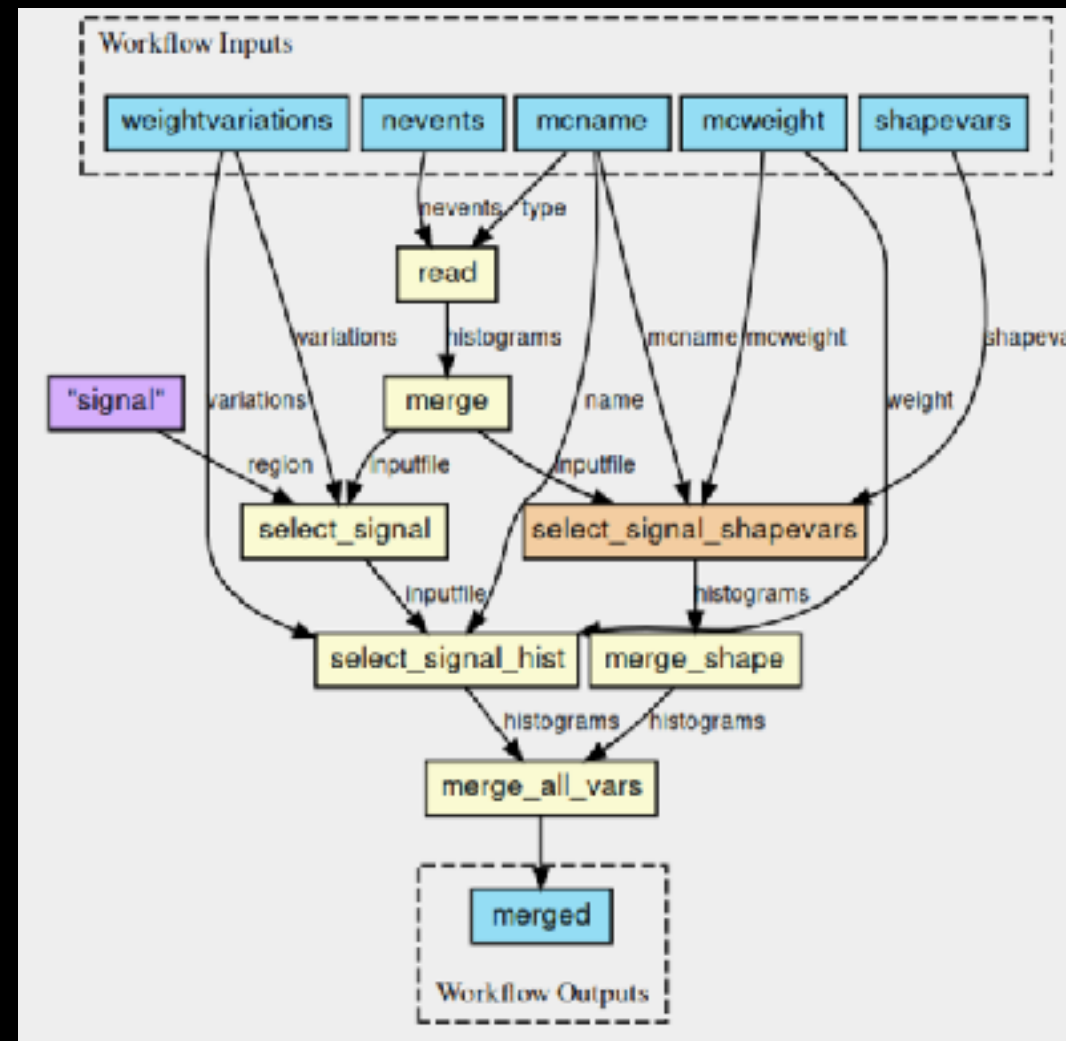 Workflow Inputs
weightvariations nevents mcname mcweight shapevars
nevents type
read
variations histograms mcname mcweight shapeva
"signal" variations merge name weight
region inputfile inputfile
select_signal select_signal_shapevars
inputfile histograms
select_signal_hist merge_shape
histograms histograms
merge_all_vars
merged
Workflow Outputs